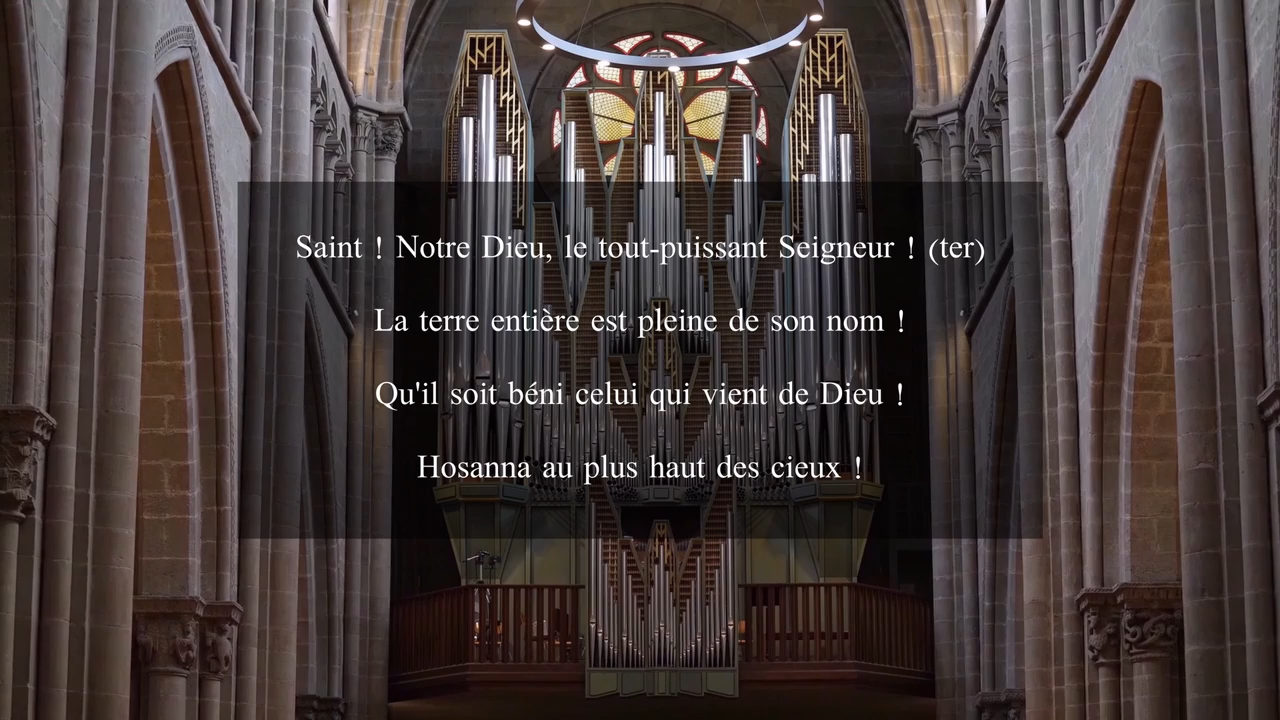 Saint ! Notre Dieu, le tout-puissant Seigneur ! (ter)
La terre entière est pleine de son nom !
Qu'il soit béni celui qui vient de Dieu !
Hosanna au plus haut des cieux !